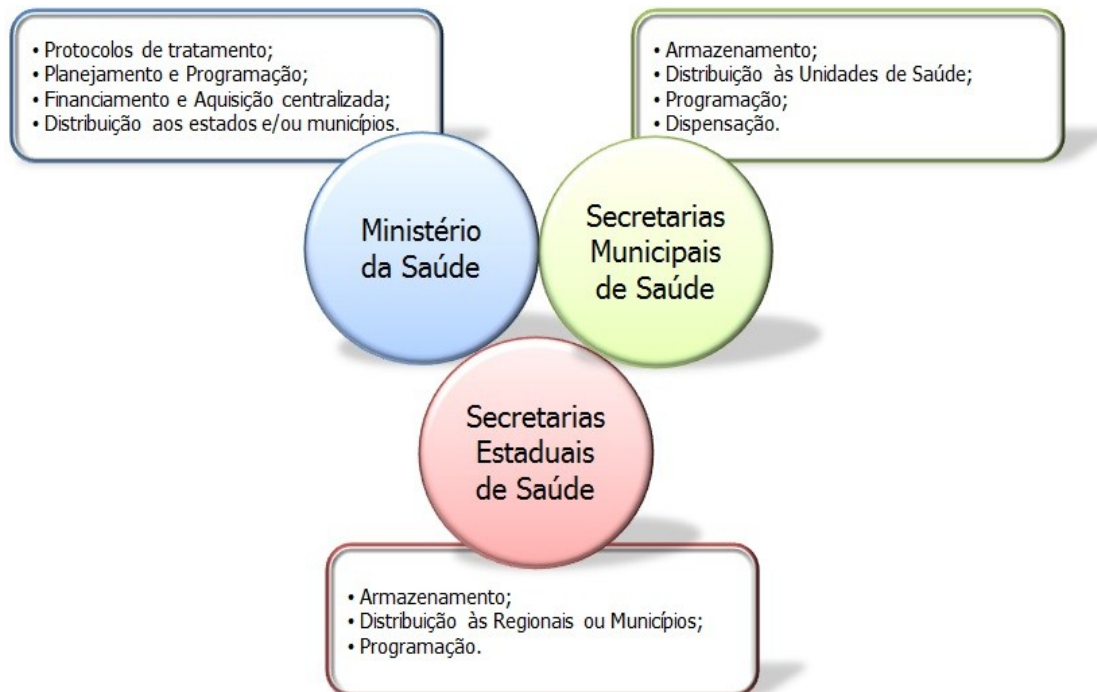 • Protocolos de tratamento;
• Planejamento e Programação;
• Financiamento e Aquisição centralizada;
• Distribuição aos estados e/ou municípios.
• Armazenamento;
• Distribuição às Unidades de Saúde;
• Programação;
• Dispensação.
Ministério
da Saúde
Secretarias
Municipais
de Saúde
Secretarias
Estaduais
de Saúde
• Armazenamento;
• Distribuição às Regionais ou Municípios;
• Programação.